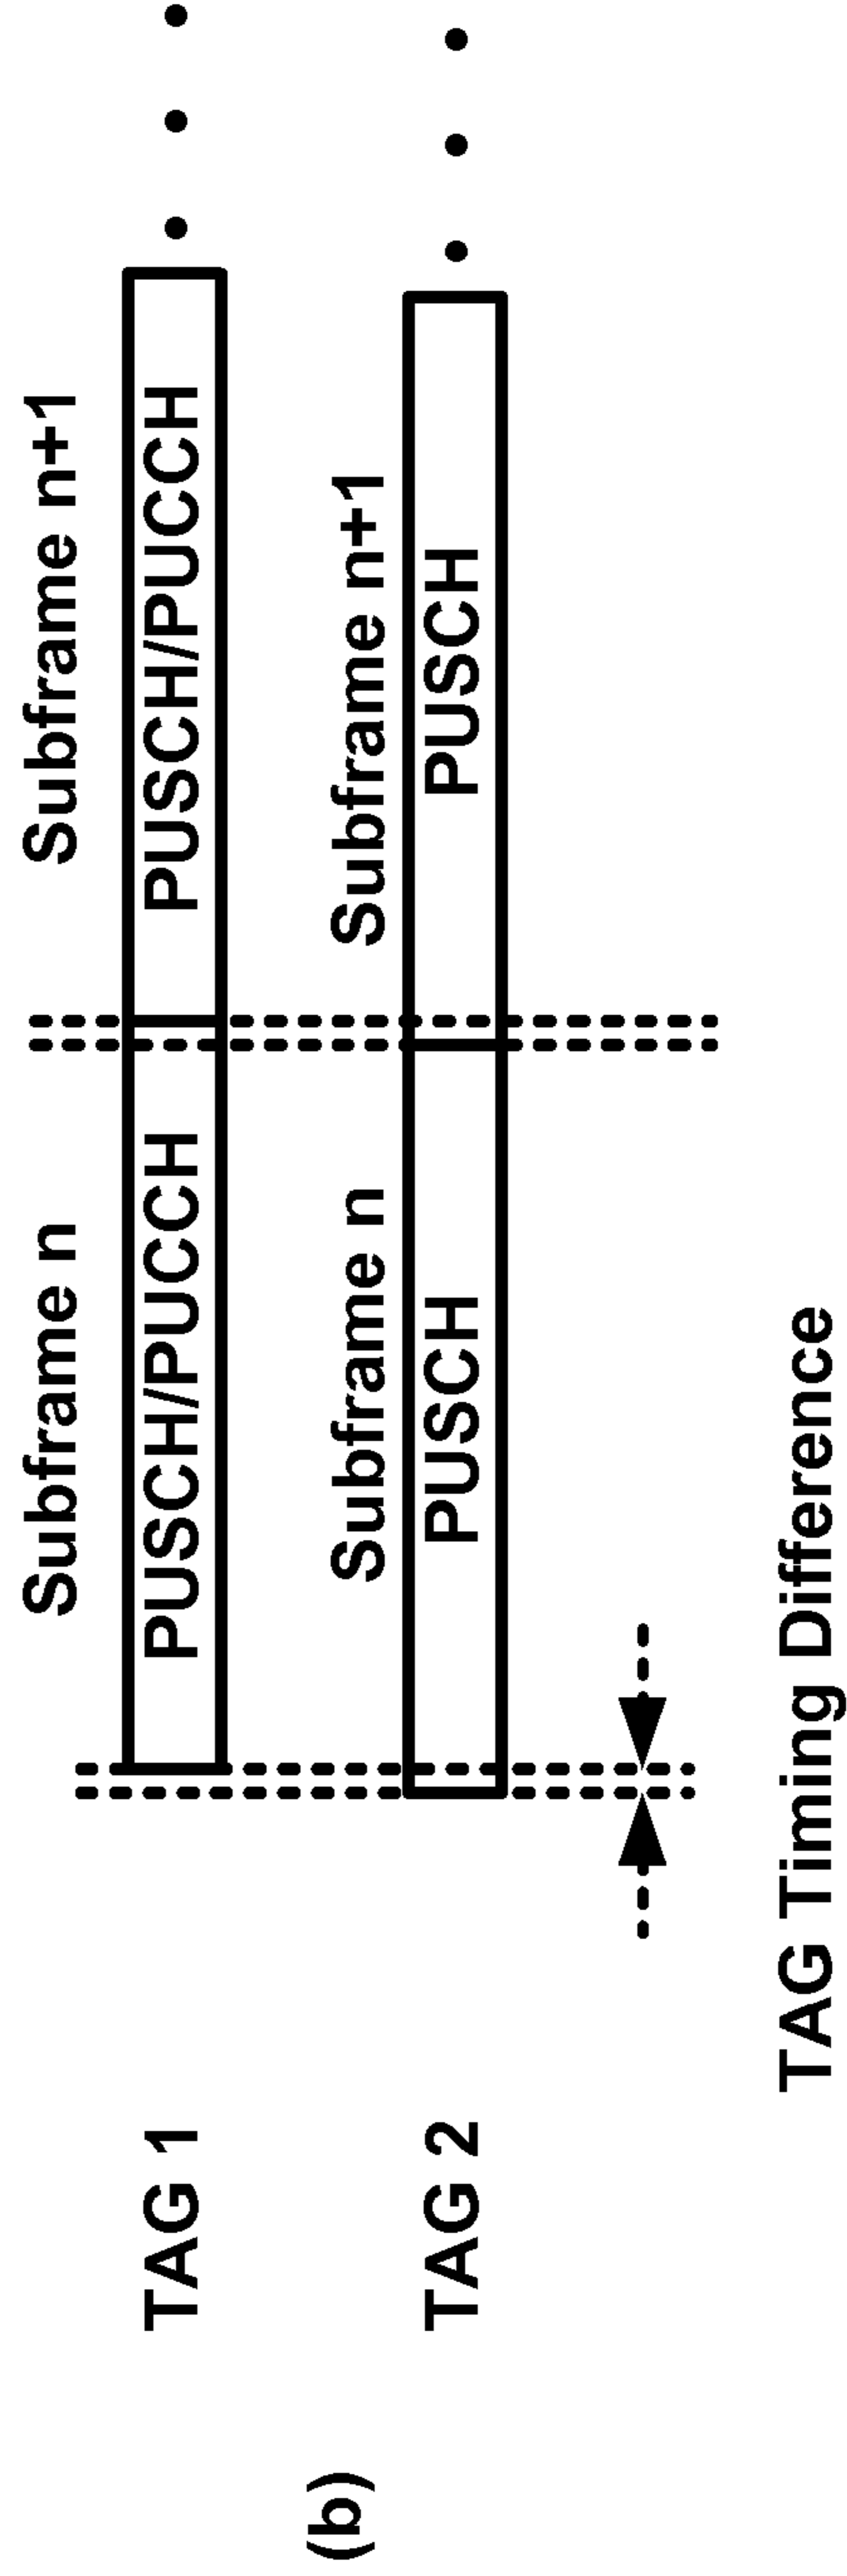 Subframe n
Subframe n+1
TAG 1
PUSCH/PUCCH
PUSCH/PUCCH
(b)
Subframe n
Subframe n+1
TAG 2
PUSCH
PUSCH
TAG Timing Difference